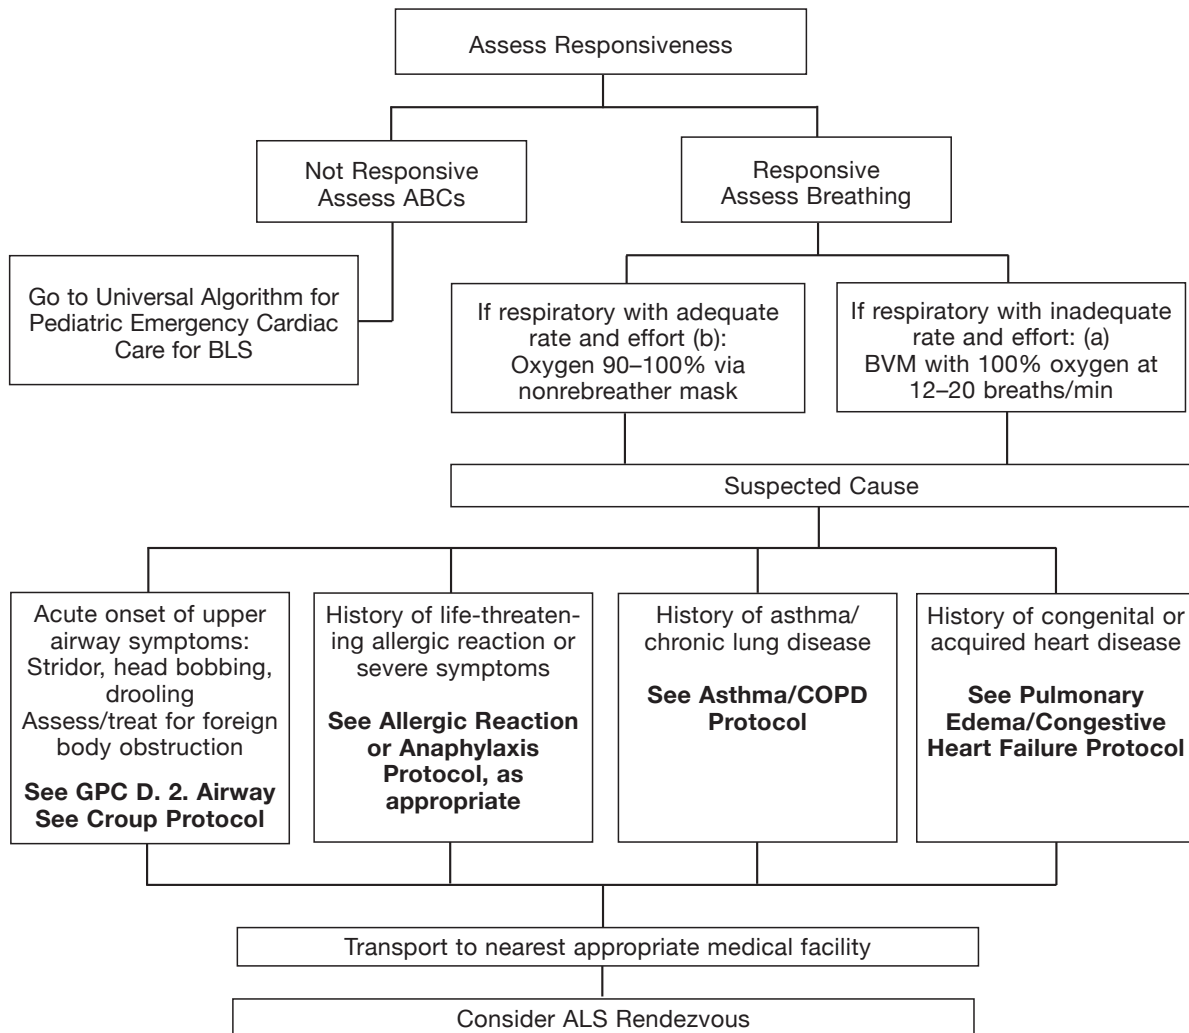 Assess Responsiveness
Not Responsive
Assess ABCs
Responsive
Assess Breathing
Go to Universal Algorithm for
Pediatric Emergency Cardiac
Care for BLS
If respiratory with adequate
rate and effort (b):
Oxygen 90–100% via
nonrebreather mask
If respiratory with inadequate
rate and effort: (a)
BVM with 100% oxygen at
12–20 breaths/min
Suspected Cause
Acute onset of upper
airway symptoms:
Stridor, head bobbing,
drooling
Assess/treat for foreign
body obstruction
See GPC D. 2. Airway
See Croup Protocol
History of life-threaten-
ing allergic reaction or
severe symptoms
See Allergic Reaction
or Anaphylaxis
Protocol, as
appropriate
History of asthma/
chronic lung disease
See Asthma/COPD
Protocol
History of congenital or
acquired heart disease
See Pulmonary
Edema/Congestive
Heart Failure Protocol
Transport to nearest appropriate medical facility
Consider ALS Rendezvous